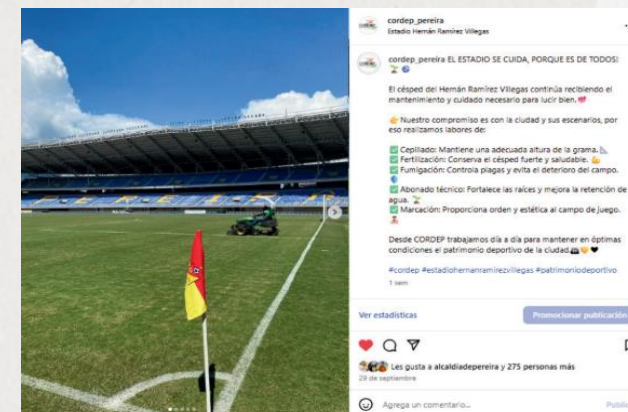 cordep_pereira
Estadio Hernán Ramírez Villegas
cordep_pereira EL ESTADIO SE CUIDA, PORQUE ES DE TODOS!
El césped del Hernán Ramírez Villegas continúa recibiendo el
mantenimiento y cuidado necesario para lucir bien.
👉 Nuestro compromiso es con la ciudad y sus escenarios, por
eso realizamos labores de:
✅ Cepillado: Mantiene una adecuada altura de la grama.
✅ Fertilización: Conserva el césped fuerte y saludable. 💪
✅ Fumigación: Controla plagas y evita el deterioro del campo.
✅ Abonado técnico: Fortalece las raíces y mejora la retención de
agua.
✅ Marcación: Proporciona orden y estética al campo de juego.
Desde CORDEP trabajamos día a día para mantener en óptimas
condiciones el patrimonio deportivo de la ciudad
#cordep #estadiohernanramirezvillegas #patrimoniodeportivo
1 sem
Ver estadísticas
Promocionar publicación
Les gusta a alcaldiadepereira y 275 personas más
29 de septiembre
Agrega un comentario...